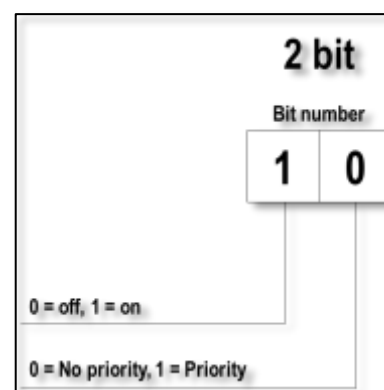 2 bit
Bit number
1 0
0 = off, 1 = on
0 = No priority, 1 = Priority